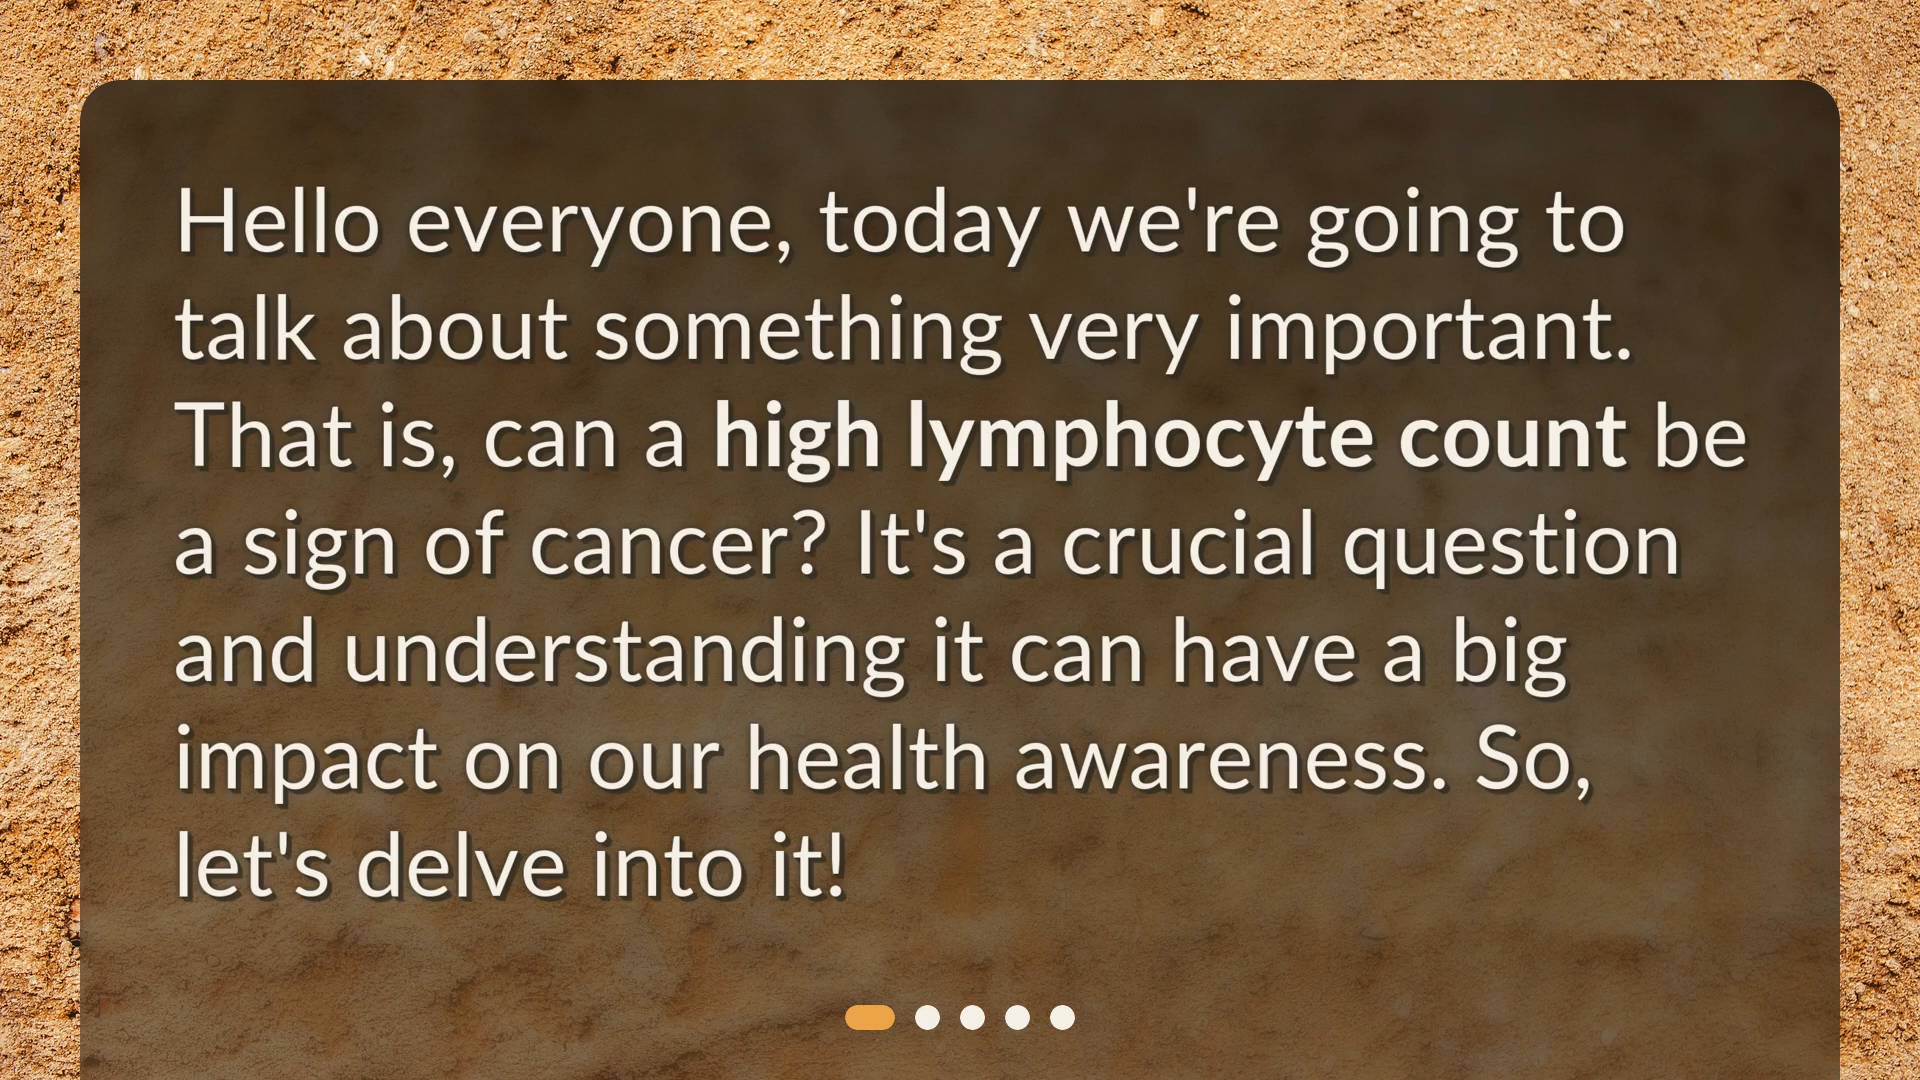 Hello everyone, today we're going to
talk about something very important.
That is, can a high lymphocyte count be
a sign of cancer? It's a crucial question
and understanding it can have a big
impact on our health awareness. So,
let's delve into it!